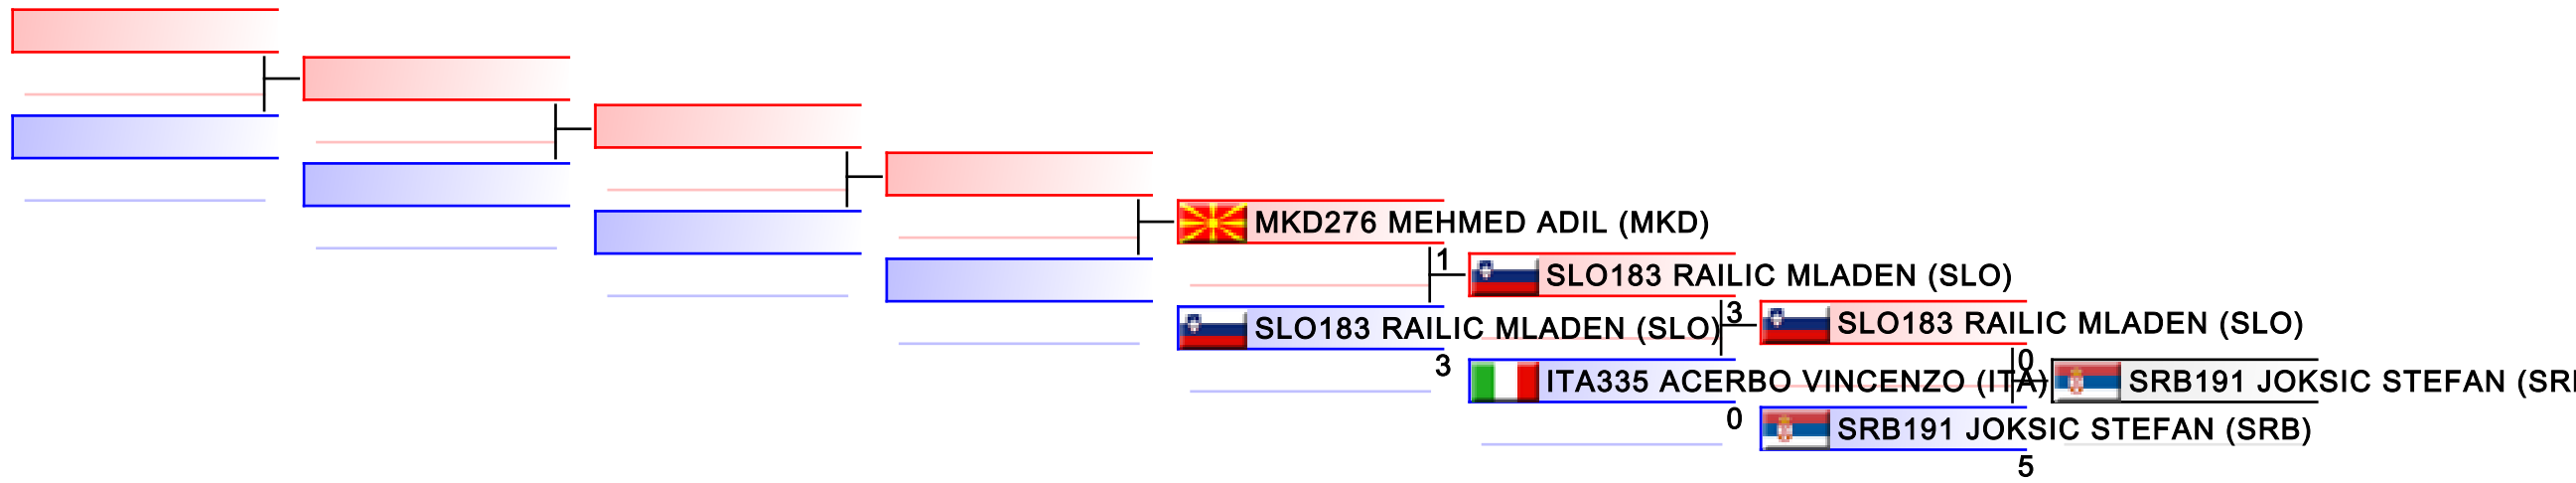 MKD276 MEHMED ADIL (MKD)
1
SLO183 RAILIC MLADEN (SLO)
3
SLO183 RAILIC MLADEN (SLO)
3
ITA335 ACERBO VINCENZO (ITA)
0
SLO183 RAILIC MLADEN (SLO)
0
SRB191 JOKSIC STEFAN (SRB)
5
SRB191 JOKSIC STEFAN (SR